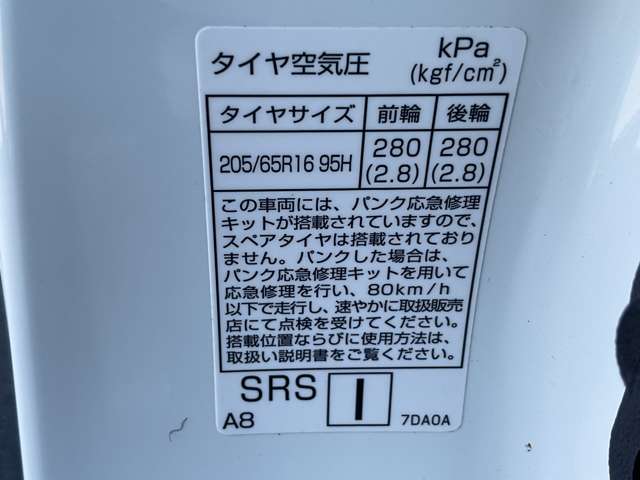 タイヤ空気圧 kPa
(kgf/cm²)
タイヤサイズ 前輪 後輪
205/65R16 95H 280 280
(2.8) (2.8)
この車両には、パンク応急修理
キットが搭載されていますので、
スペアタイヤは搭載されており
ません。パンクした場合は、
パンク応急修理キットを用いて
応急修理を行い、80km/h
以下で走行し、速やかに取扱販売
店にて点検を受けてください。
搭載位置ならびに使用方法は、
取扱い説明書をご覧ください。
SRS I
A8 7DA0A